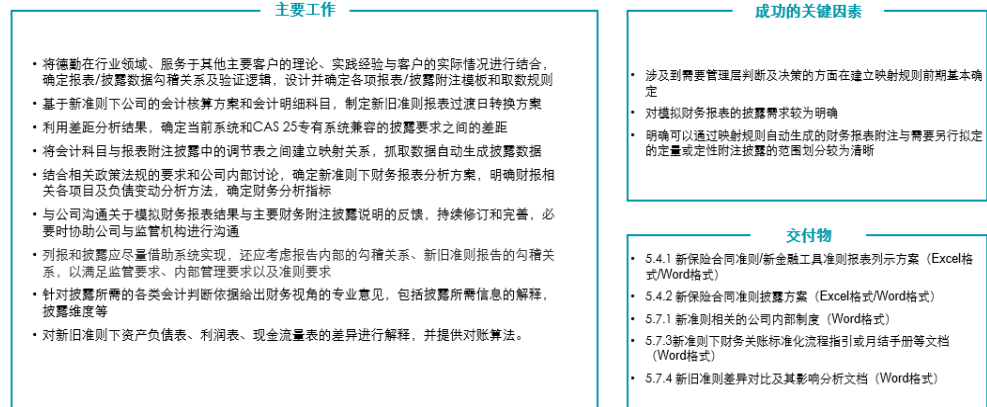 主要工作
• 将德勤在行业领域、服务于其他主要客户的理论、实践经验与客户的实际情况进行结合，
确定报表/披露数据勾稽关系及验证逻辑，设计并确定各项报表/披露附注模板和取数规则
• 基于新准则下公司的会计核算方案和会计明细科目，制定新旧准则报表过渡日转换方案
• 利用差距分析结果，确定当前系统和CAS 25专有系统兼容的披露要求之间的差距
• 将会计科目与报表附注披露中的调节表之间建立映射关系，抓取数据自动生成披露数据
• 结合相关政策法规的要求和公司内部讨论，确定新准则下财务报表分析方案，明确财报相
关各项目及负债变动分析方法，确定财务分析指标
• 与公司沟通关于模拟财务报表结果与主要财务附注披露说明的反馈，持续修订和完善，必
要时协助公司与监管机构进行沟通
• 列报和披露应尽量借助系统实现，还应考虑报告内部的勾稽关系、新旧准则报告的勾稽关
系，以满足监管要求、内部管理要求以及准则要求
• 针对披露所需的各类会计判断依据给出财务视角的专业意见，包括披露所需信息的解释，
披露维度等
• 对新旧准则下资产负债表、利润表、现金流量表的差异进行解释，并提供对账算法。
成功的关键因素
• 涉及到需要管理层判断及决策的方面在建立映射规则前期基本确
定
• 对模拟财务报表的披露需求较为明确
• 明确可以通过映射规则自动生成的财务报表附注与需要另行拟定
的定量或定性附注披露的范围划分较为清晰
交付物
• 5.4.1 新保险合同准则/新金融工具准则报表列示方案（Excel格
式/Word格式）
• 5.4.2 新保险合同准则披露方案（Excel格式/Word格式）
• 5.7.1 新准则相关的公司内部制度（Word格式）
• 5.7.3新准则下财务关账标准化流程指引或月结手册等文档
（Word格式）
• 5.7.4 新旧准则差异对比及其影响分析文档（Word格式）